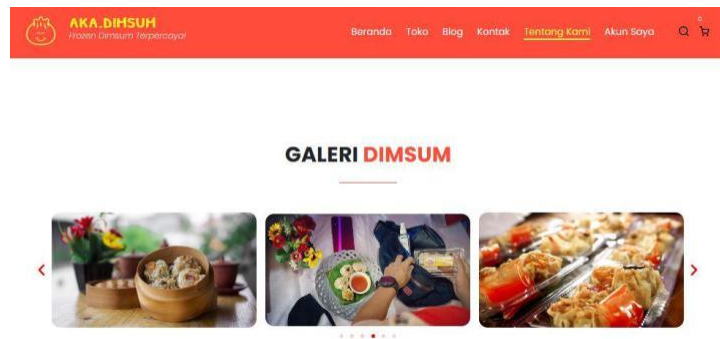 AKA.DIMSUM
Frozen Dimsum Terpercaya!
Beranda Toko Blog Kontak Tentang Kami Akun Saya
0
GALERI DIMSUM